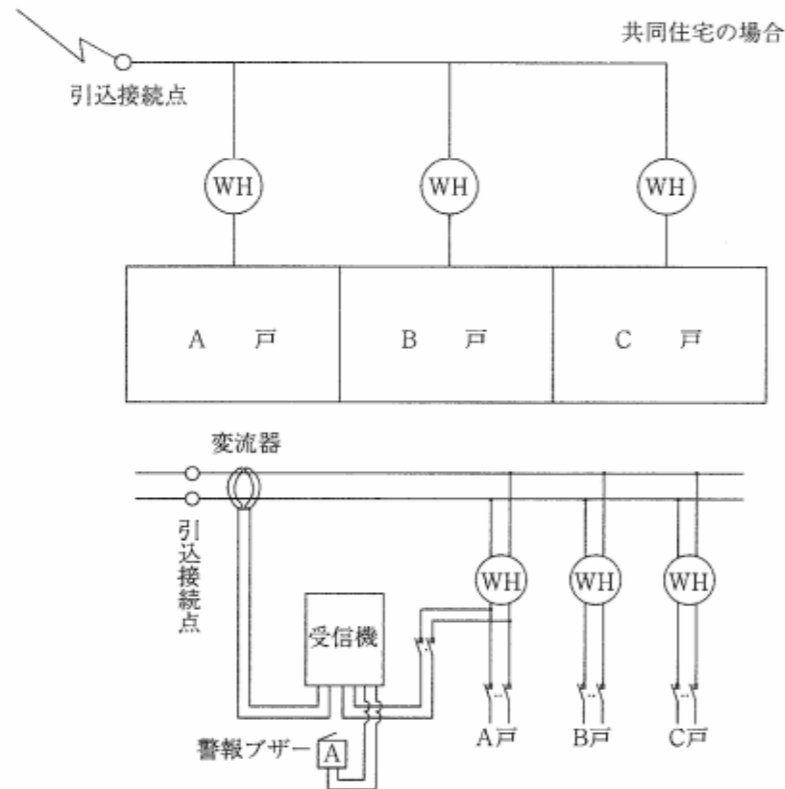 共同住宅の場合
引込接続点
WH WH WH
A 戸 B 戸 C 戸
変流器
引込接続点
WH WH WH
受信機
警報ブザー A
A戸 B戸 C戸